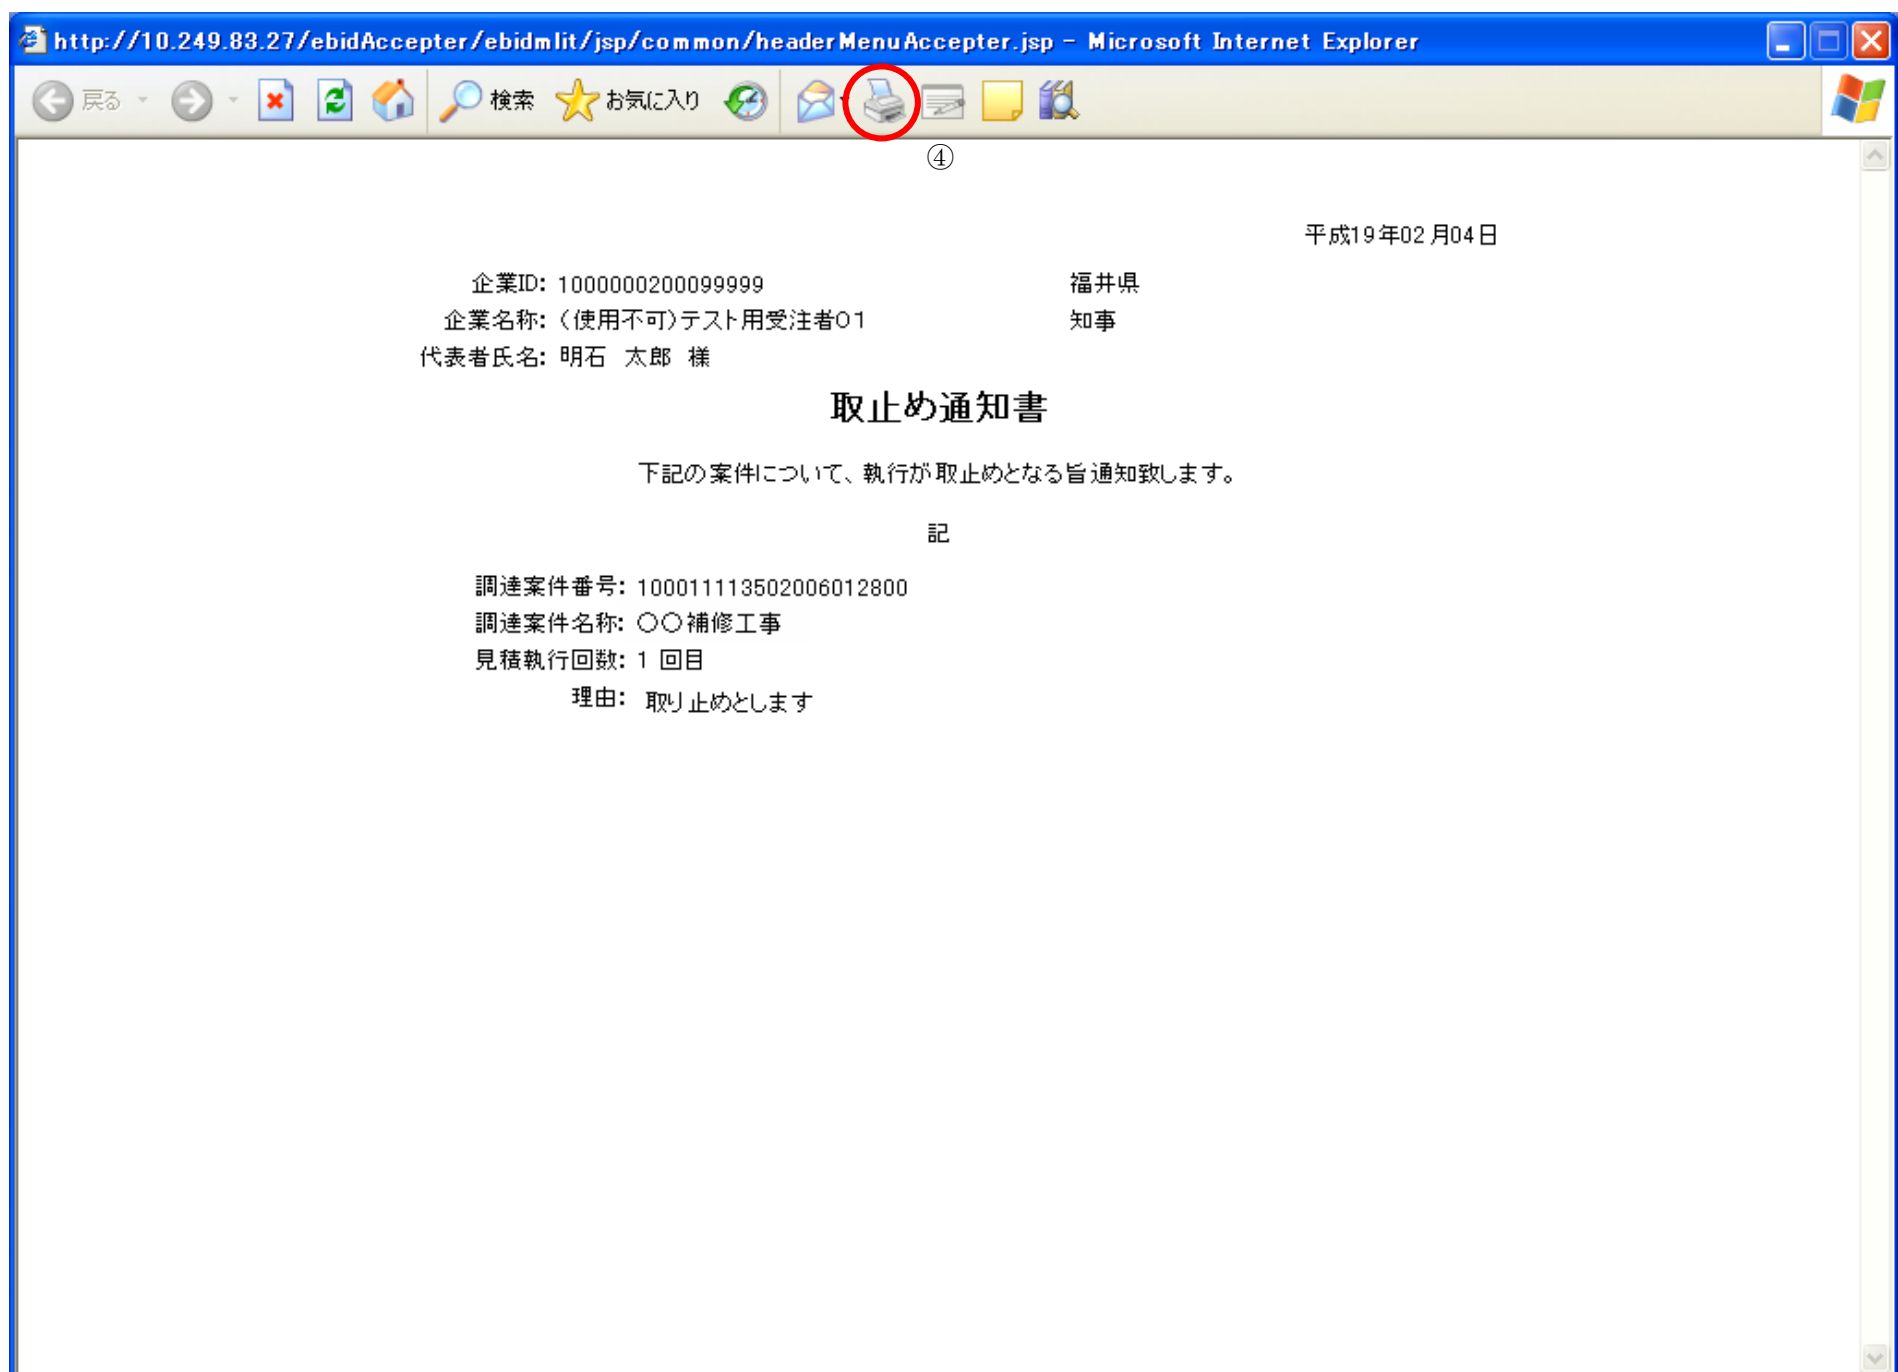 http://10.249.83.27/ebidAccepter/ebidmlit/jsp/common/headerMenuAccepter.jsp - Microsoft Internet Explorer
戻る 検索 お気に入り
④
平成19年02月04日
企業ID: 1000000200099999 福井県
企業名称: (使用不可)テスト用受注者01 知事
代表者氏名: 明石 太郎 様
取止め通知書
下記の案件について、執行が取止めとなる旨通知致します。
記
調達案件番号: 100011113502006012800
調達案件名称: 〇〇補修工事
見積執行回数: 1 回目
理由: 取り止めとします